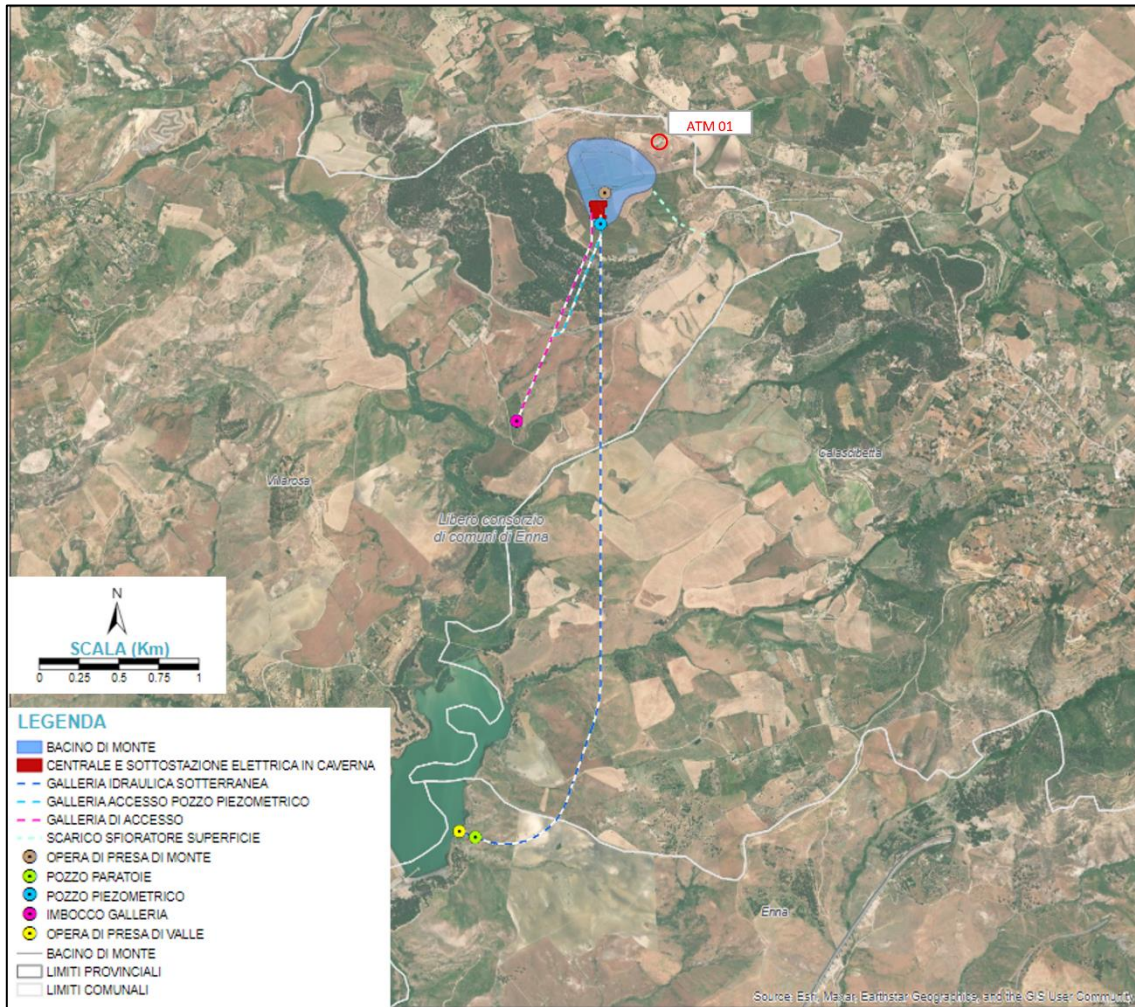 ATM 01
Calascibetta
Villarosa
Libero consorzio
di comuni di Enna
N
SCALA (Km)
0 0.25 0.5 0.75 1
LEGENDA
BACINO DI MONTE
CENTRALE E SOTTOSTAZIONE ELETTRICA IN CAVERNA
GALLERIA IDRAULICA SOTTERRANEA
GALLERIA ACCESSO POZZO PIEZOMETRICO
GALLERIA DI ACCESSO
SCARICO SFIORATORE SUPERFICIE
OPERA DI PRESA DI MONTE
POZZO PARATOIE
POZZO PIEZOMETRICO
IMBOCCO GALLERIA
OPERA DI PRESA DI VALLE
BACINO DI MONTE
LIMITI PROVINCIALI
LIMITI COMUNALI
Enna
Source: Esri, Maxar, Earthstar Geographics, and the GIS User Community